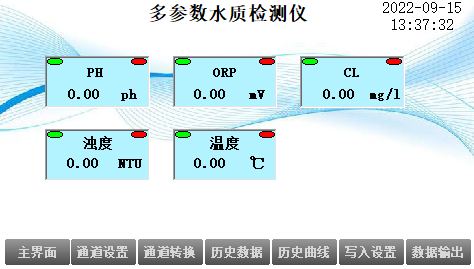 多参数水质检测仪
2022-09-15
13:37:32
PH
0.00 ph
ORP
0.00 mV
CL
0.00 mg/l
浊度
0.00 NTU
温度
0.00 ℃
主界面 通道设置 通道转换 历史数据 历史曲线 写入设置 数据输出